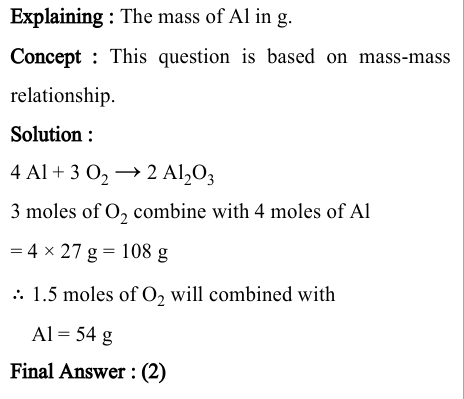 Explaining : The mass of Al in g.
Concept : This question is based on mass-mass
relationship.
Solution :
4 Al + 3 O₂ ⟶ 2 Al₂O₃
3 moles of O₂ combine with 4 moles of Al
= 4 × 27 g = 108 g
∴ 1.5 moles of O₂ will combined with
Al = 54 g
Final Answer : (2)